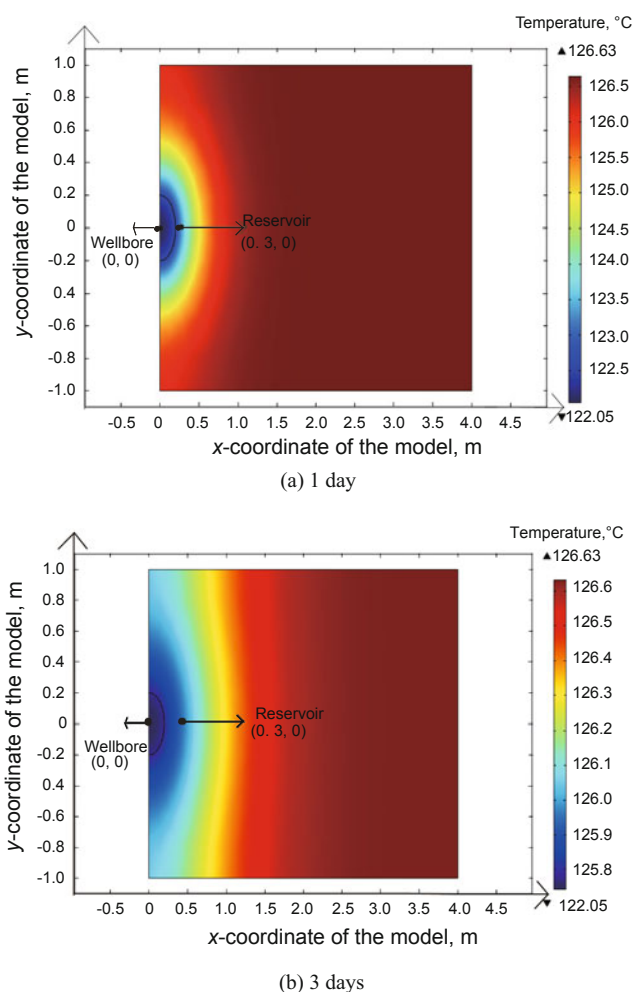 Temperature, °C
▲126.63
1.0
0.8
0.6
0.4
0.2
0
-0.2
-0.4
-0.6
-0.8
-1.0
y-coordinate of the model, m
Wellbore
(0, 0)
Reservoir
(0. 3, 0)
126.5
126.0
125.5
125.0
124.5
124.0
123.5
123.0
122.5
▼122.05
-0.5 0 0.5 1.0 1.5 2.0 2.5 3.0 3.5 4.0 4.5
x-coordinate of the model, m
(a) 1 day
Temperature,°C
▲126.63
1.0
0.8
0.6
0.4
0.2
0
-0.2
-0.4
-0.6
-0.8
-1.0
y-coordinate of the model, m
Wellbore
(0, 0)
Reservoir
(0. 3, 0)
126.6
126.5
126.4
126.3
126.2
126.1
126.0
125.9
125.8
▼122.05
-0.5 0 0.5 1.0 1.5 2.0 2.5 3.0 3.5 4.0 4.5
x-coordinate of the model, m
(b) 3 days